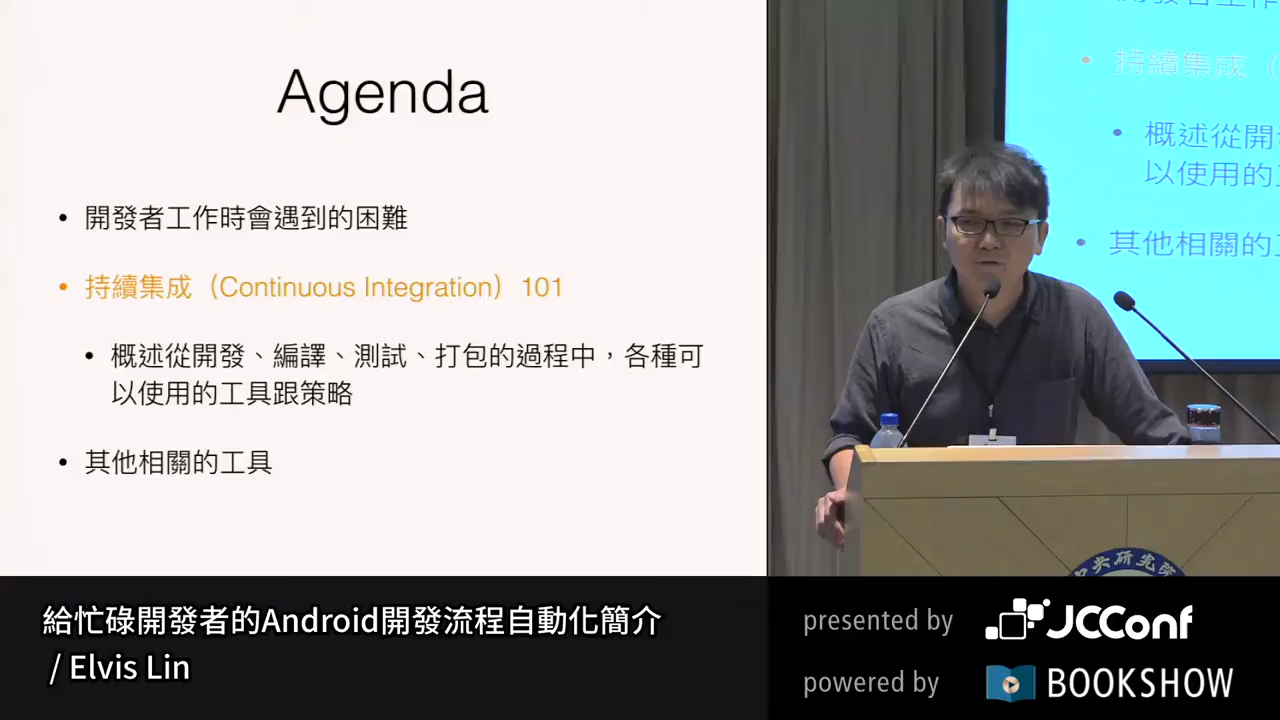 Agenda
• 開發者工作時會遇到的困難
• 持續集成（Continuous Integration）101
• 概述從開發、編譯、測試、打包的過程中，各種可
以使用的工具跟策略
• 其他相關的工具
• 持續集成（
• 概述從開
以使用的
• 其他相關的
中央研究院
給忙碌開發者的Android開發流程自動化簡介
/ Elvis Lin
presented by JCConf
powered by BOOKSHOW